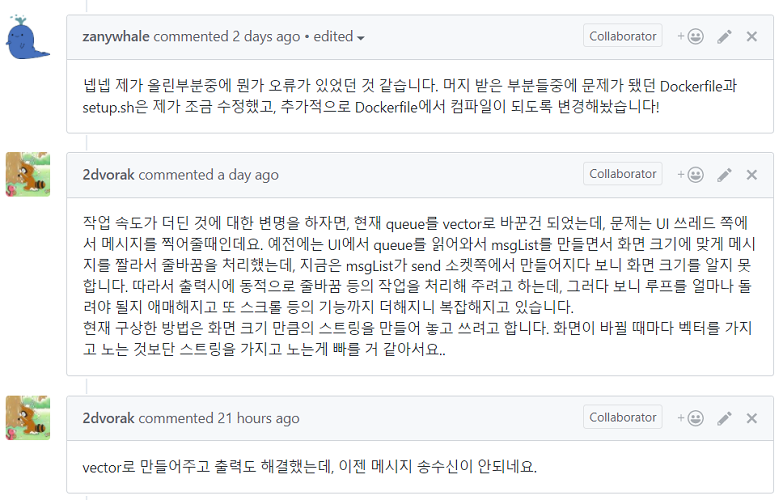 zanywhale commented 2 days ago • edited
Collaborator
넵넵 제가 올린부분중에 뭔가 오류가 있었던 것 같습니다. 머지 받은 부분들중에 문제가 됐던 Dockerfile과
setup.sh은 제가 조금 수정했고, 추가적으로 Dockerfile에서 컴파일이 되도록 변경해놨습니다!
2dvorak commented a day ago
Collaborator
작업 속도가 더딘 것에 대한 변명을 하자면, 현재 queue를 vector로 바꾼건 되었는데, 문제는 UI 쓰레드 쪽에
서 메시지를 찍어줄때인데요. 예전에는 UI에서 queue를 읽어와서 msgList를 만들면서 화면 크기에 맞게 메시
지를 짤라서 줄바꿈을 처리했는데, 지금은 msgList가 send 소켓쪽에서 만들어지다 보니 화면 크기를 알지 못
합니다. 따라서 출력시에 동적으로 줄바꿈 등의 작업을 처리해 주려고 하는데, 그러다 보니 루프를 얼마나 돌
려야 될지 애매해지고 또 스크롤 등의 기능까지 더해지니 복잡해지고 있습니다.
현재 구상한 방법은 화면 크기 만큼의 스트링을 만들어 놓고 쓰려고 합니다. 화면이 바뀔 때마다 벡터를 가지
고 노는 것보단 스트링을 가지고 노는게 빠를 거 같아서요..
2dvorak commented 21 hours ago
Collaborator
vector로 만들어주고 출력도 해결했는데, 이젠 메시지 송수신이 안되네요.